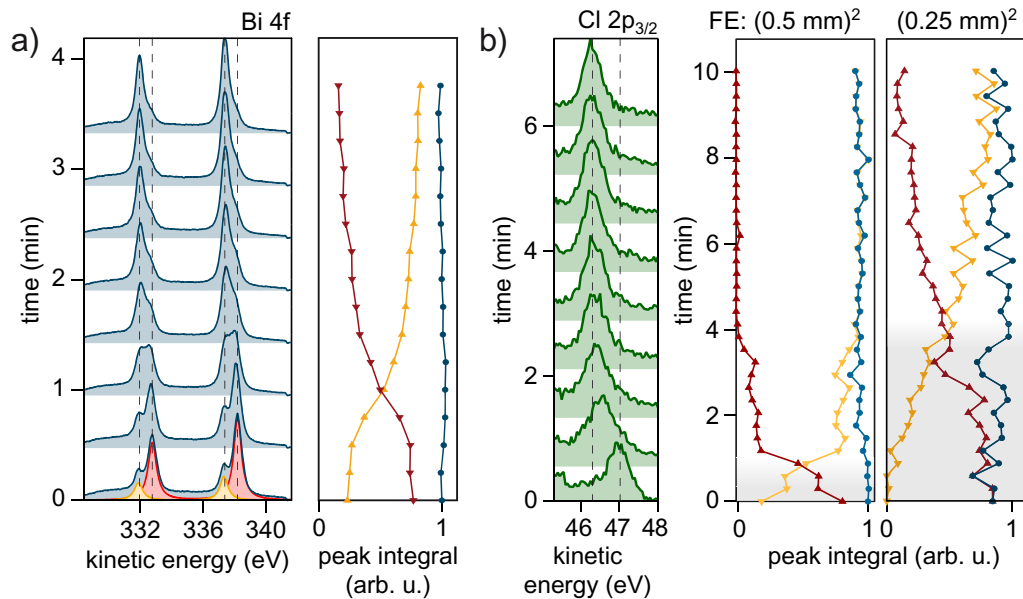 a)
Bi 4f
4
3
2
1
0
time (min)
332
336
340
kinetic energy (eV)
0
1
peak integral
(arb. u.)
b)
Cl 2p3/2
6
4
2
0
time (min)
46
47
48
kinetic
energy (eV)
FE: (0.5 mm)²
(0.25 mm)²
10
8
6
4
2
0
time (min)
0
1
0
1
peak integral (arb. u.)